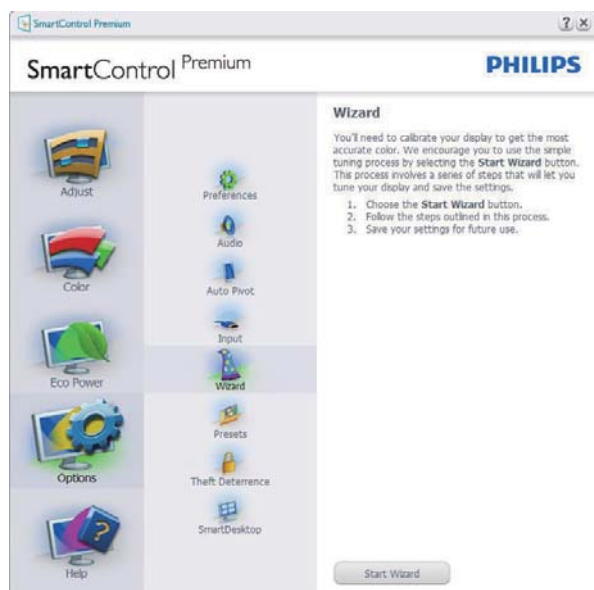 SmartControl Premium
SmartControl Premium
PHILIPS
Adjust
Color
Eco Power
Options
Help
Preferences
Audio
Auto Pivot
Input
Wizard
Presets
Theft Deterrence
SmartDesktop
Wizard
You'll need to calibrate your display to get the most
accurate color. We encourage you to use the simple
tuning process by selecting the Start Wizard button.
This process involves a series of steps that will let you
tune your display and save the settings.
1. Choose the Start Wizard button.
2. Follow the steps outlined in this process.
3. Save your settings for future use.
Start Wizard